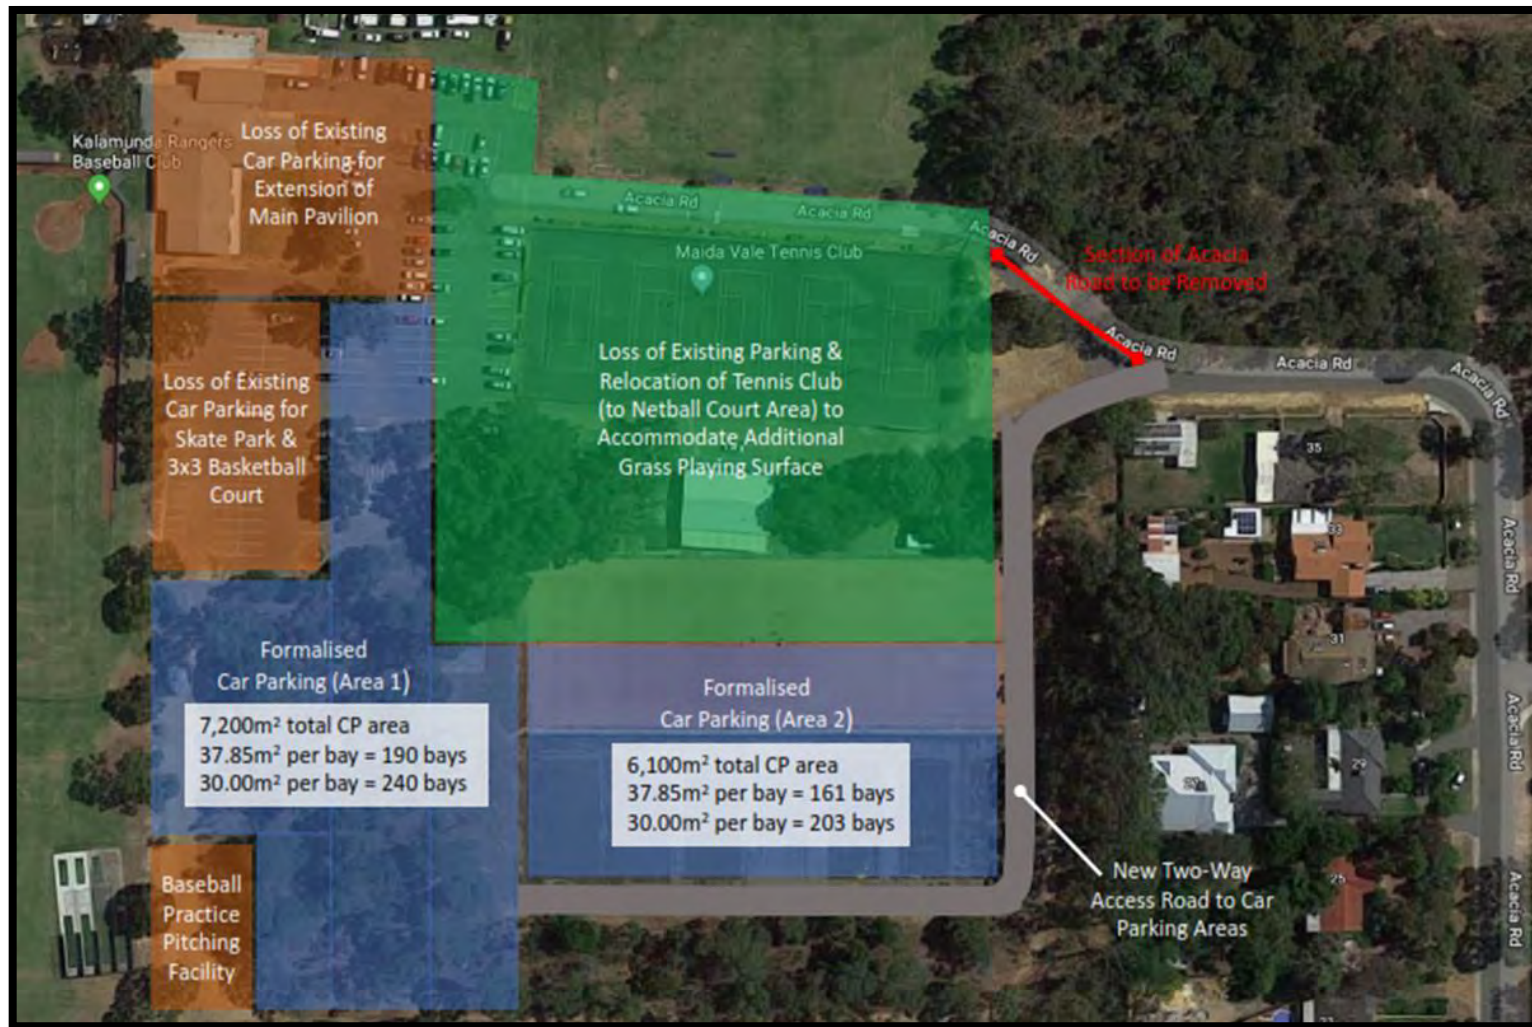 Kalamunda Rangers
Baseball Club
Loss of Existing
Car Parking for
Extension of
Main Pavilion
Acacia Rd
Acacia Rd
Acacia Rd
Maida Vale Tennis Club
Section of Acacia
Road to be Removed
Acacia Rd
Acacia Rd
Acacia Rd
Loss of Existing Parking &
Relocation of Tennis Club
(to Netball Court Area) to
Accommodate Additional
Grass Playing Surface
Loss of Existing
Car Parking for
Skate Park &
3x3 Basketball
Court
35
33
Acacia Rd
31
Formalised
Car Parking (Area 1)
7,200m² total CP area
37.85m² per bay = 190 bays
30.00m² per bay = 240 bays
Formalised
Car Parking (Area 2)
6,100m² total CP area
37.85m² per bay = 161 bays
30.00m² per bay = 203 bays
Acacia Rd
29
New Two-Way
Access Road to Car
Parking Areas
25
Acacia Rd
Baseball
Practice
Pitching
Facility